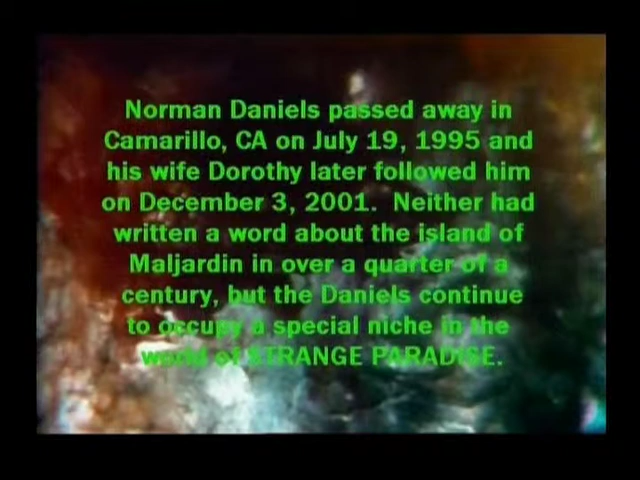 Norman Daniels passed away in
Camarillo, CA on July 19, 1995 and
his wife Dorothy later followed him
on December 3, 2001.  Neither had
written a word about the island of
Maljardin in over a quarter of a
century, but the Daniels continue
to occupy a special niche in the
world of STRANGE PARADISE.